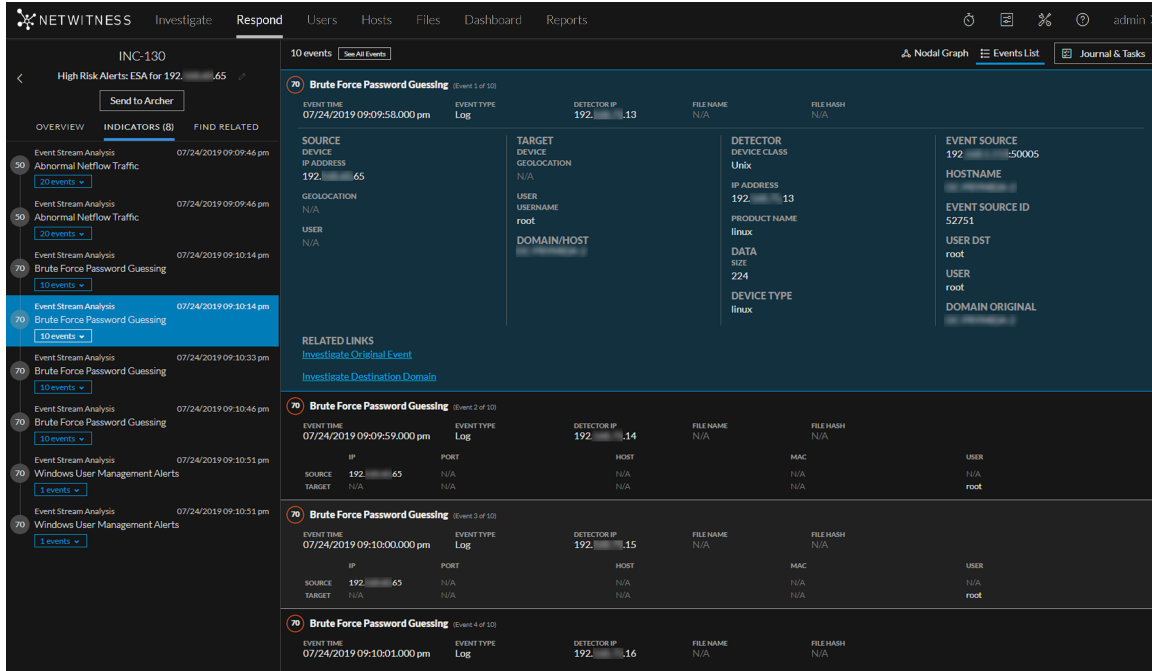 NETWITNESS Investigate Respond Users Hosts Files Dashboard Reports admin
INC-130
High Risk Alerts: ESA for 192. .65
Send to Archer
OVERVIEW INDICATORS (8) FIND RELATED
Event Stream Analysis 07/24/2019 09:09:46 pm
50 Abnormal Netflow Traffic
20 events
Event Stream Analysis 07/24/2019 09:09:46 pm
50 Abnormal Netflow Traffic
20 events
Event Stream Analysis 07/24/2019 09:10:14 pm
70 Brute Force Password Guessing
10 events
Event Stream Analysis 07/24/2019 09:10:14 pm
70 Brute Force Password Guessing
10 events
Event Stream Analysis 07/24/2019 09:10:33 pm
70 Brute Force Password Guessing
10 events
Event Stream Analysis 07/24/2019 09:10:46 pm
70 Brute Force Password Guessing
10 events
Event Stream Analysis 07/24/2019 09:10:51 pm
70 Windows User Management Alerts
1 events
Event Stream Analysis 07/24/2019 09:10:51 pm
70 Windows User Management Alerts
1 events
10 events See All Events Nodal Graph Events List Journal & Tasks
70 Brute Force Password Guessing (Event 1 of 10)
EVENT TIME EVENT TYPE DETECTOR IP FILE NAME FILE HASH
07/24/2019 09:09:58.000 pm Log 192. .13 N/A N/A
SOURCE
DEVICE
IP ADDRESS
192. 65
GEOLOCATION
N/A
USER
N/A
TARGET
DEVICE
GEOLOCATION
N/A
USER
USERNAME
root
DOMAIN/HOST
DETECTOR
DEVICE CLASS
Unix
IP ADDRESS
192. 13
PRODUCT NAME
linux
DATA
SIZE
224
DEVICE TYPE
linux
EVENT SOURCE
192. :50005
HOSTNAME
EVENT SOURCE ID
52751
USER DST
root
USER
root
DOMAIN ORIGINAL
RELATED LINKS
Investigate Original Event
Investigate Destination Domain
70 Brute Force Password Guessing (Event 2 of 10)
EVENT TIME EVENT TYPE DETECTOR IP FILE NAME FILE HASH
07/24/2019 09:09:59.000 pm Log 192. .14 N/A N/A
IP PORT HOST MAC USER
SOURCE 192. 65 N/A N/A N/A N/A
TARGET N/A N/A N/A N/A root
70 Brute Force Password Guessing (Event 3 of 10)
EVENT TIME EVENT TYPE DETECTOR IP FILE NAME FILE HASH
07/24/2019 09:10:00.000 pm Log 192. .15 N/A N/A
IP PORT HOST MAC USER
SOURCE 192. 65 N/A N/A N/A N/A
TARGET N/A N/A N/A N/A root
70 Brute Force Password Guessing (Event 4 of 10)
EVENT TIME EVENT TYPE DETECTOR IP FILE NAME FILE HASH
07/24/2019 09:10:01.000 pm Log 192. .16 N/A N/A